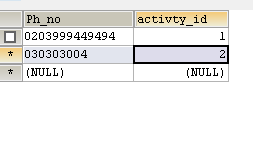 Ph_no activty_id
0203999449494 1
* 030303004 2
* (NULL) (NULL)